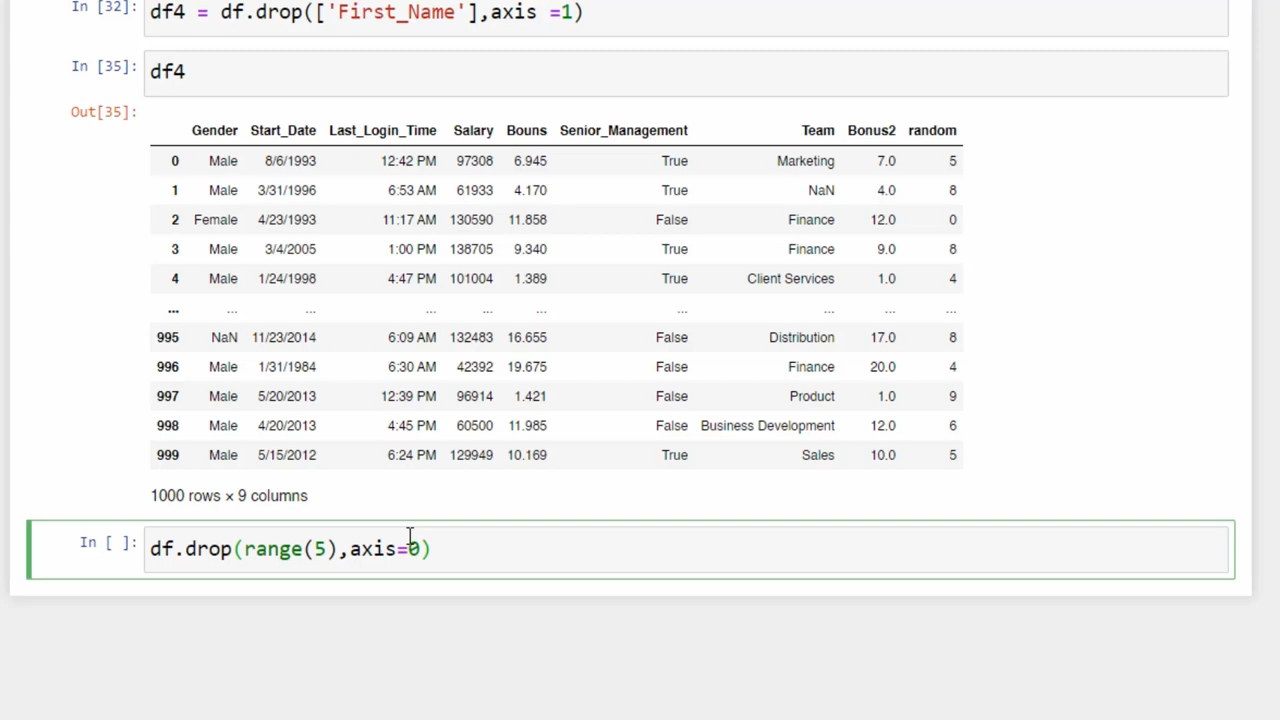 In [32]: df4 = df.drop(['First_Name'],axis =1)
In [35]: df4
Out[35]:
Gender Start_Date Last_Login_Time Salary Bouns Senior_Management Team Bonus2 random
0 Male 8/6/1993 12:42 PM 97308 6.945 True Marketing 7.0 5
1 Male 3/31/1996 6:53 AM 61933 4.170 True NaN 4.0 8
2 Female 4/23/1993 11:17 AM 130590 11.858 False Finance 12.0 0
3 Male 3/4/2005 1:00 PM 138705 9.340 True Finance 9.0 8
4 Male 1/24/1998 4:47 PM 101004 1.389 True Client Services 1.0 4
... ... ... ... ... ... ... ... ... ...
995 NaN 11/23/2014 6:09 AM 132483 16.655 False Distribution 17.0 8
996 Male 1/31/1984 6:30 AM 42392 19.675 False Finance 20.0 4
997 Male 5/20/2013 12:39 PM 96914 1.421 False Product 1.0 9
998 Male 4/20/2013 4:45 PM 60500 11.985 False Business Development 12.0 6
999 Male 5/15/2012 6:24 PM 129949 10.169 True Sales 10.0 5
1000 rows × 9 columns
In [ ]: df.drop(range(5),axis=0)